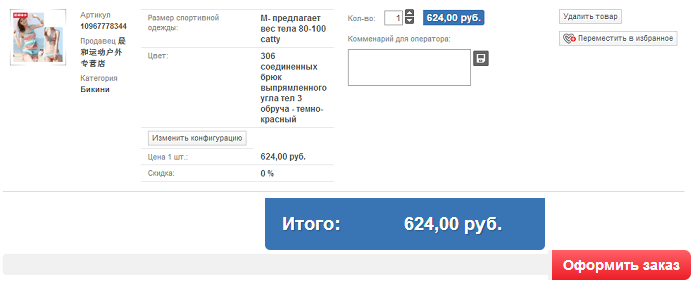 Артикул
10967778344
Продавец 晨
和运动户外
专营店
Категория
Бикини
Размер спортивной
одежды:
M- предлагает
вес тела 80-100
catty
Цвет:
306
соединенных
брюк
выпрямленного
угла тел 3
обруча - темно-
красный
Изменить конфигурацию
Цена 1 шт.:
624,00 руб.
Скидка:
0 %
Кол-во:
1
624,00 руб.
Комменарий для оператора:
Удалить товар
Переместить в избранное
Итого:
624,00 руб.
Оформить заказ